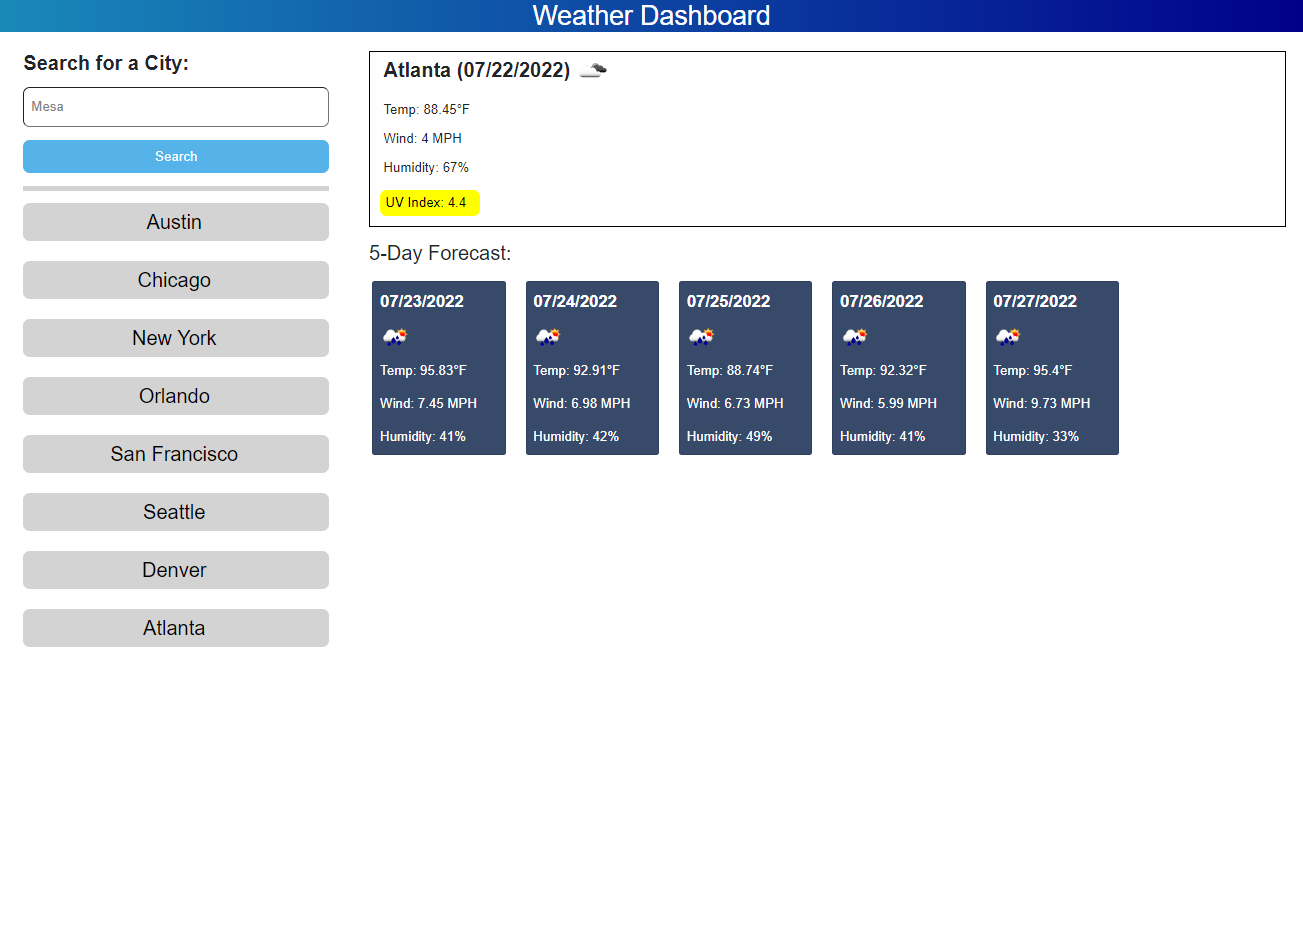 Weather Dashboard
Search for a City:
Mesa
Search
Austin
Chicago
New York
Orlando
San Francisco
Seattle
Denver
Atlanta
Atlanta (07/22/2022)
Temp: 88.45°F
Wind: 4 MPH
Humidity: 67%
UV Index: 4.4
5-Day Forecast:
07/23/2022
Temp: 95.83°F
Wind: 7.45 MPH
Humidity: 41%
07/24/2022
Temp: 92.91°F
Wind: 6.98 MPH
Humidity: 42%
07/25/2022
Temp: 88.74°F
Wind: 6.73 MPH
Humidity: 49%
07/26/2022
Temp: 92.32°F
Wind: 5.99 MPH
Humidity: 41%
07/27/2022
Temp: 95.4°F
Wind: 9.73 MPH
Humidity: 33%